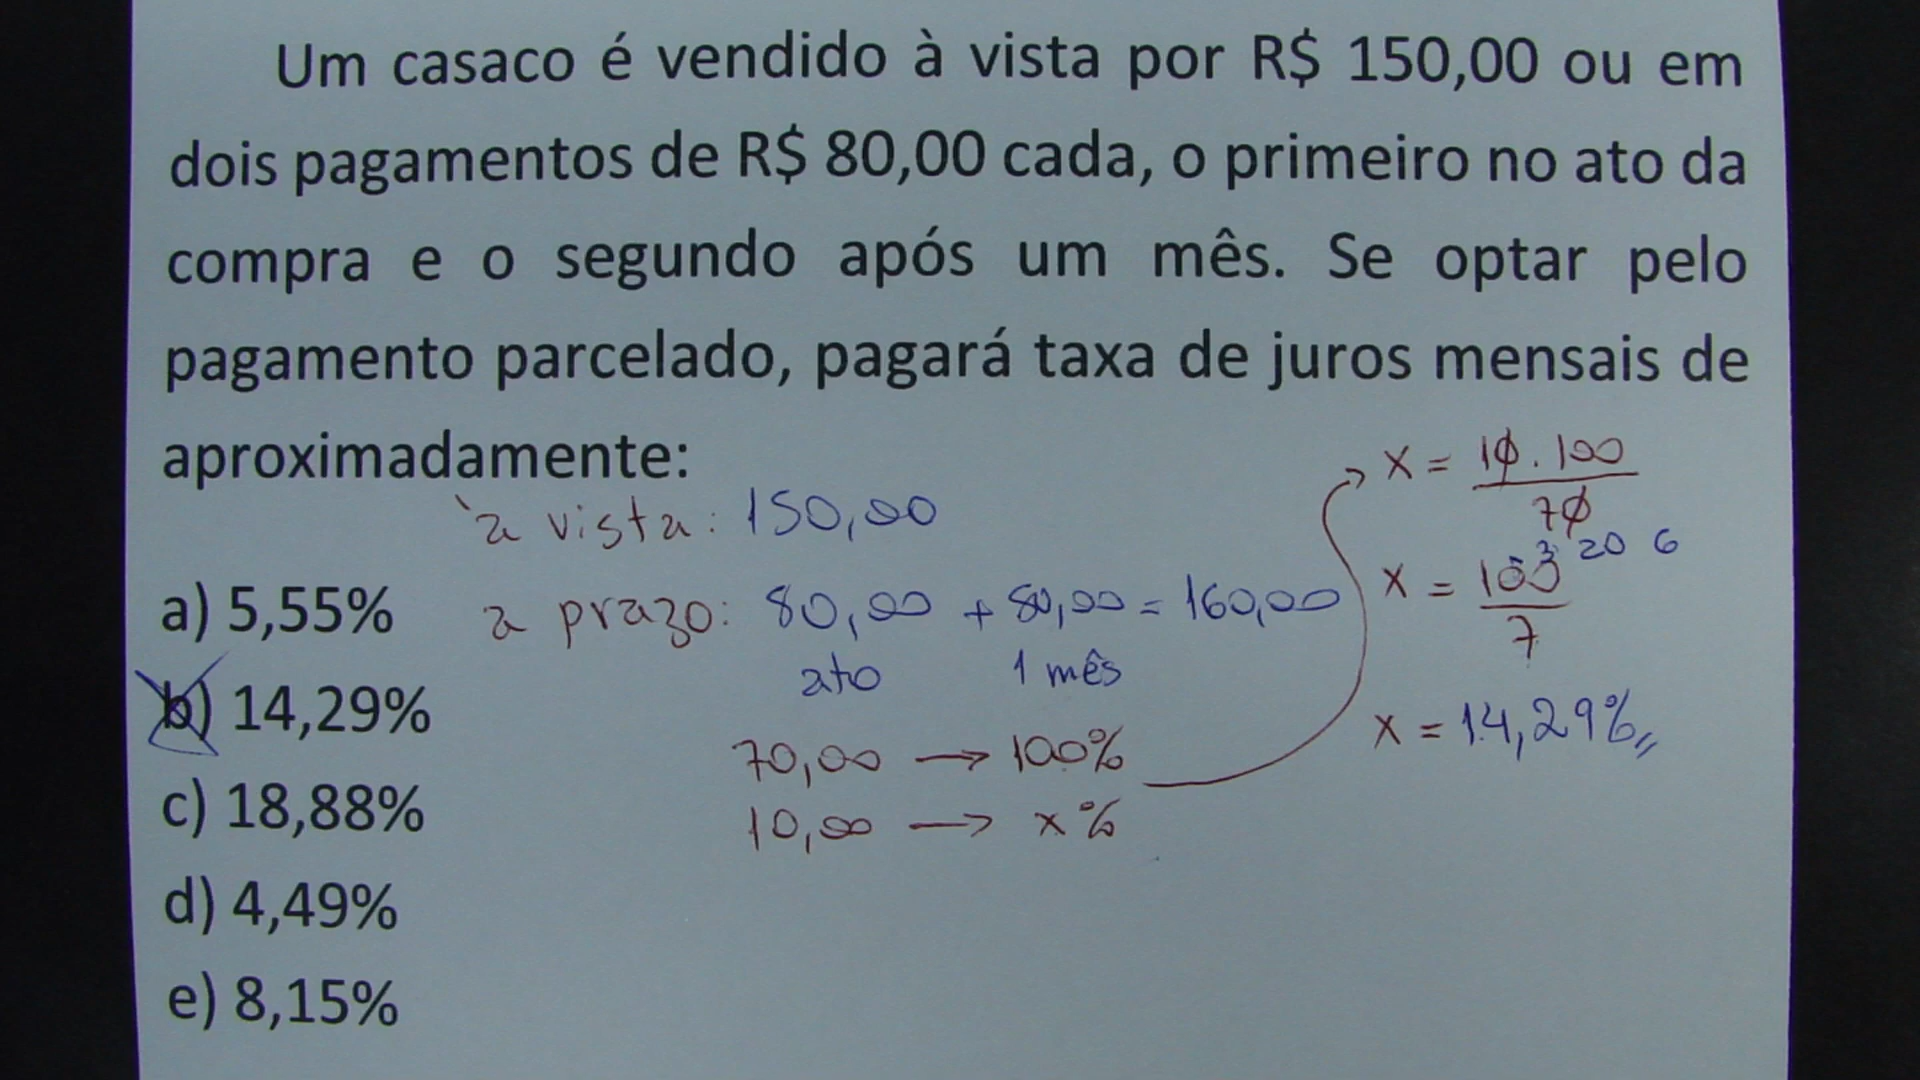 Um casaco é vendido à vista por R$ 150,00 ou em
dois pagamentos de R$ 80,00 cada, o primeiro no ato da
compra e o segundo após um mês. Se optar pelo
pagamento parcelado, pagará taxa de juros mensais de
aproximadamente:
à vista: 150,00
a) 5,55%
a prazo: 80,00 + 80,00 = 160,00
ato 1 mês
b) 14,29%
70,00 → 100%
10,00 → x%
c) 18,88%
d) 4,49%
e) 8,15%
x = 10 . 100
70
x = 100 3 20 6
7
x = 14,29%